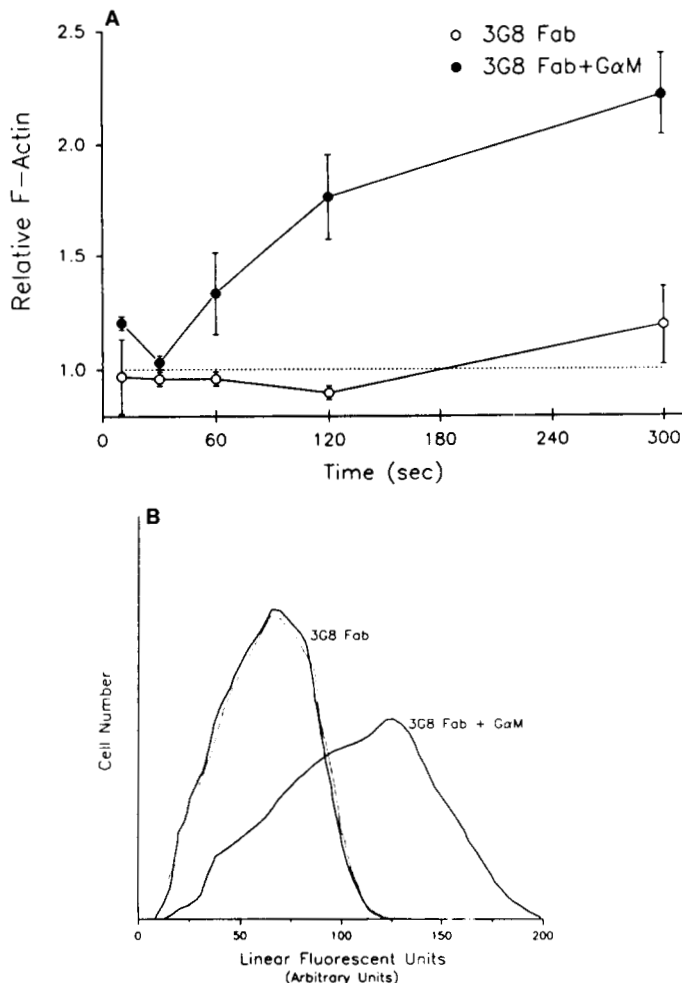 A
2.5
2.0
1.5
1.0
Relative F-Actin
○ 3G8 Fab
● 3G8 Fab+GαM
0 60 120 180 240 300
Time (sec)
B
3G8 Fab
3G8 Fab + GαM
Cell Number
0 50 100 150 200
Linear Fluorescent Units
(Arbitrary Units)